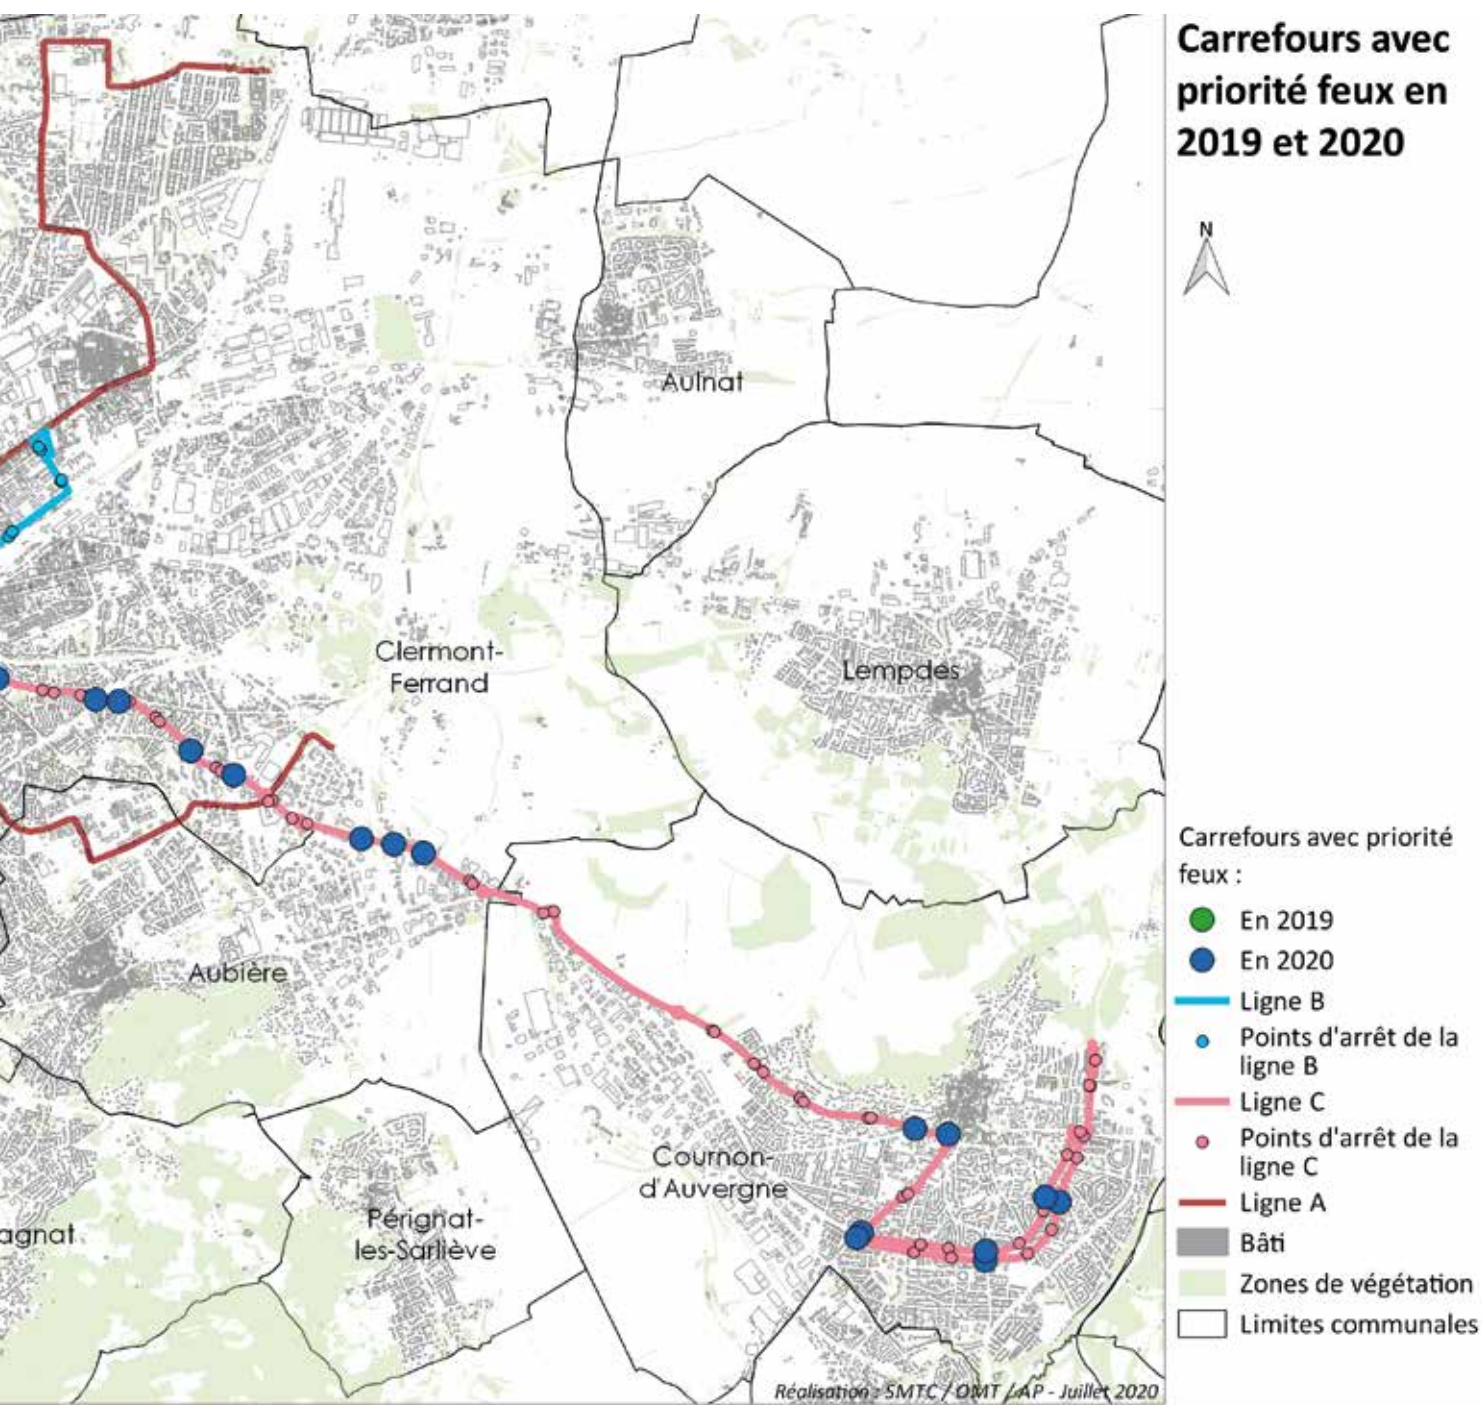 Carrefours avec
priorité feux en
2019 et 2020
N
Aulnat
Clermont-
Ferrand
Lempdes
Aubière
Cournon-
d'Auvergne
Pérignat-
les-Sarliève
agnat
Carrefours avec priorité
feux :
En 2019
En 2020
Ligne B
Points d'arrêt de la
ligne B
Ligne C
Points d'arrêt de la
ligne C
Ligne A
Bâti
Zones de végétation
Limites communales
Réalisation : SMTC / OMT / AP - Juillet 2020